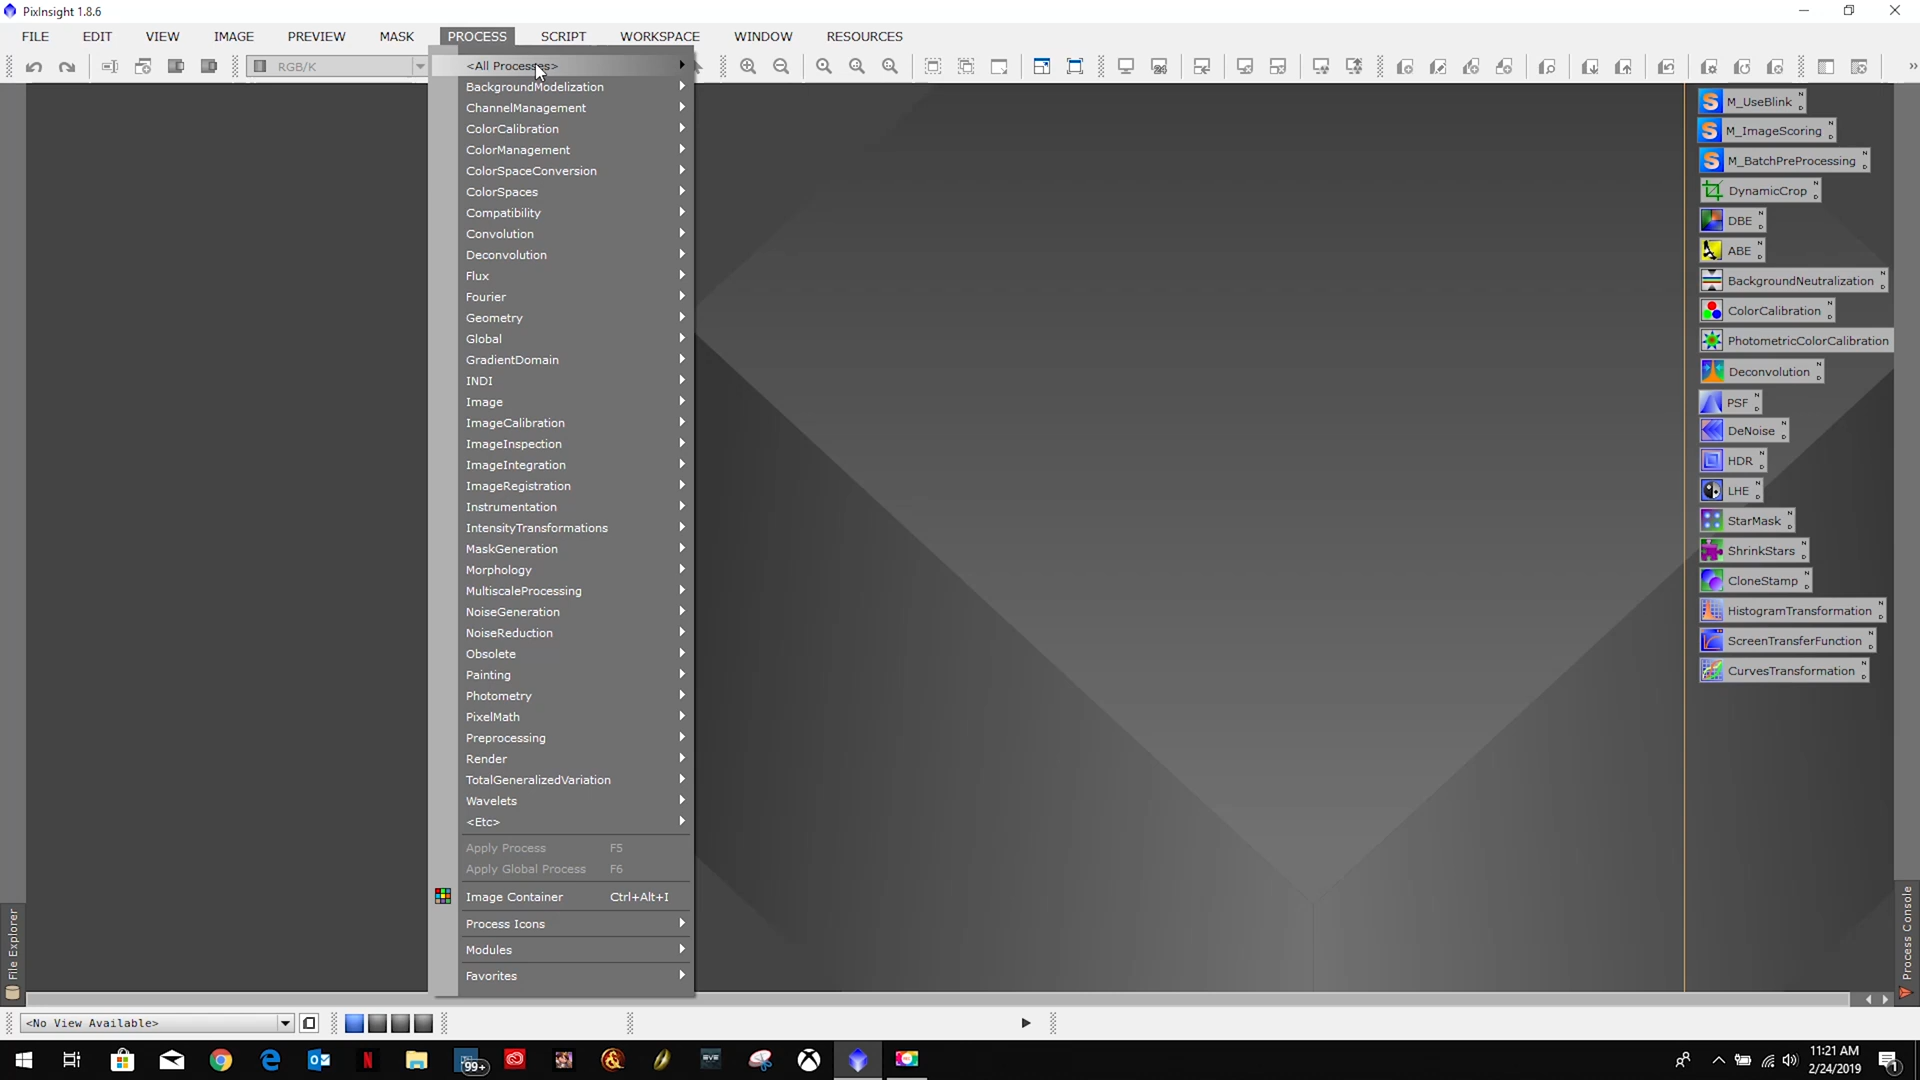 PixInsight 1.8.6
FILE EDIT VIEW IMAGE PREVIEW MASK PROCESS SCRIPT WORKSPACE WINDOW RESOURCES
RGB/K
<All Processes>
BackgroundModelization
ChannelManagement
ColorCalibration
ColorManagement
ColorSpaceConversion
ColorSpaces
Compatibility
Convolution
Deconvolution
Flux
Fourier
Geometry
Global
GradientDomain
INDI
Image
ImageCalibration
ImageInspection
ImageIntegration
ImageRegistration
Instrumentation
IntensityTransformations
MaskGeneration
Morphology
MultiscaleProcessing
NoiseGeneration
NoiseReduction
Obsolete
Painting
Photometry
PixelMath
Preprocessing
Render
TotalGeneralizedVariation
Wavelets
<Etc>
Apply Process F5
Apply Global Process F6
Image Container Ctrl+Alt+I
Process Icons
Modules
Favorites
M_UseBlink
M_ImageScoring
M_BatchPreProcessing
DynamicCrop
DBE
ABE
BackgroundNeutralization
ColorCalibration
PhotometricColorCalibration
Deconvolution
PSF
DeNoise
HDR
LHE
StarMask
ShrinkStars
CloneStamp
HistogramTransformation
ScreenTransferFunction
CurvesTransformation
File Explorer
Process Console
<No View Available>
99+
11:21 AM
2/24/2019
1